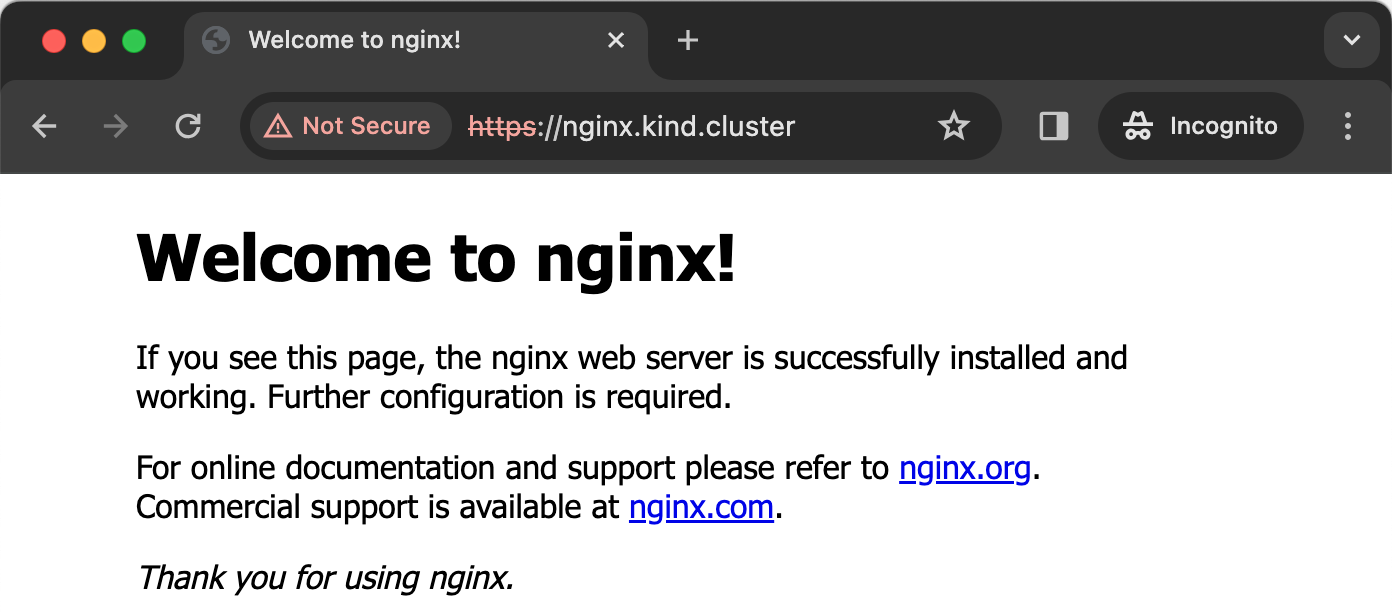 Welcome to nginx!
Not Secure https://nginx.kind.cluster Incognito
Welcome to nginx!
If you see this page, the nginx web server is successfully installed and
working. Further configuration is required.
For online documentation and support please refer to nginx.org.
Commercial support is available at nginx.com.
Thank you for using nginx.